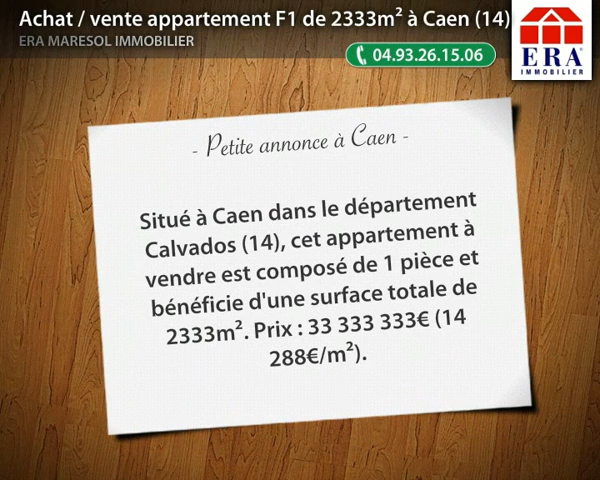 Achat / vente appartement F1 de 2333m² à Caen (14)
ERA MARESOL IMMOBILIER
04.93.26.15.06
ERA
IMMOBILIER
- Petite annonce à Caen -
Situé à Caen dans le département
Calvados (14), cet appartement à
vendre est composé de 1 pièce et
bénéficie d'une surface totale de
2333m². Prix : 33 333 333€ (14
288€/m²).